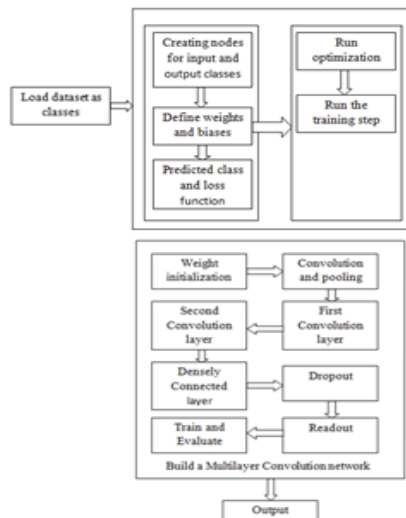 Load dataset as
classes
Creating nodes
for input and
output classes
Define weights
and biases
Predicted class
and loss
function
Run
optimization
Run the
training step
Weight
initialization
Convolution
and pooling
First
Convolution
layer
Second
Convolution
layer
Densely
Connected
layer
Dropout
Readout
Train and
Evaluate
Build a Multilayer Convolution network
Output